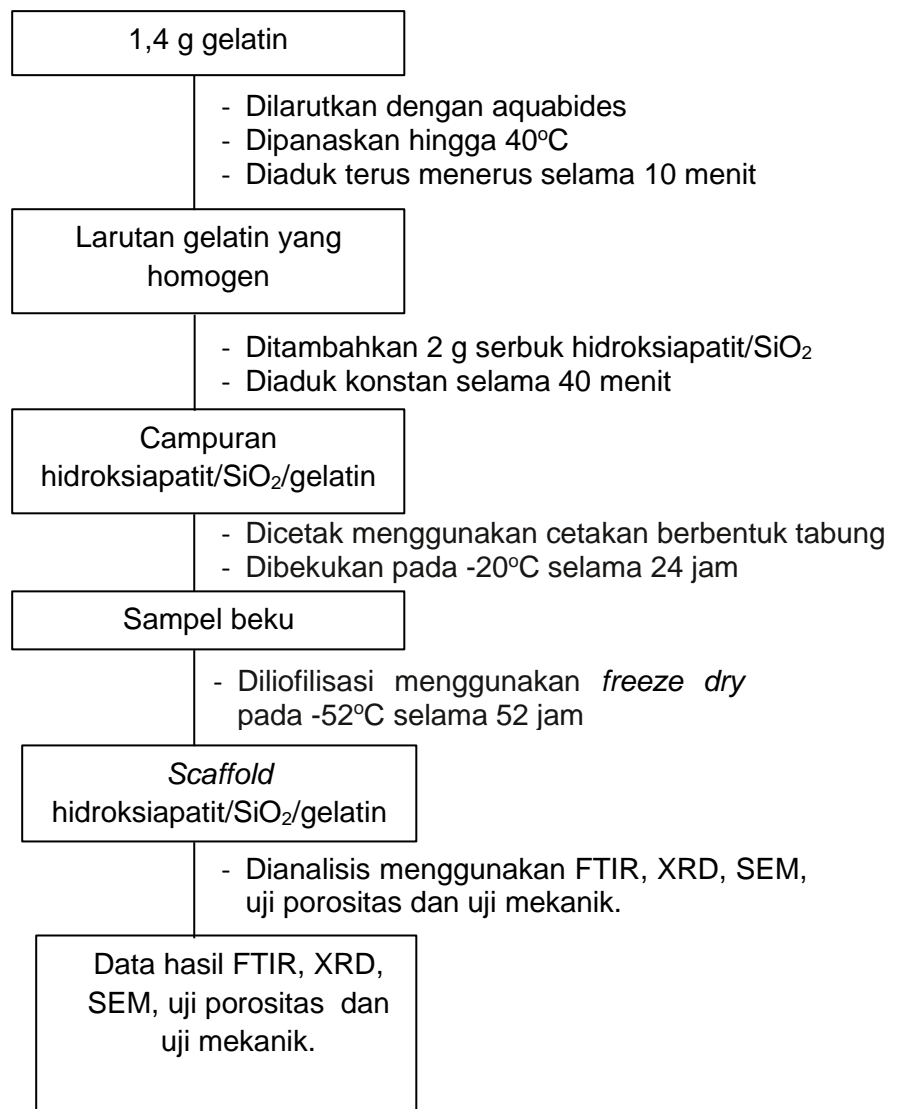 1,4 g gelatin
- Dilarutkan dengan aquabides
- Dipanaskan hingga 40°C
- Diaduk terus menerus selama 10 menit
Larutan gelatin yang
homogen
- Ditambahkan 2 g serbuk hidroksiapatit/SiO₂
- Diaduk konstan selama 40 menit
Campuran
hidroksiapatit/SiO₂/gelatin
- Dicetak menggunakan cetakan berbentuk tabung
- Dibekukan pada -20°C selama 24 jam
Sampel beku
- Diliofilisasi menggunakan freeze dry
pada -52°C selama 52 jam
Scaffold
hidroksiapatit/SiO₂/gelatin
- Dianalisis menggunakan FTIR, XRD, SEM,
uji porositas dan uji mekanik.
Data hasil FTIR, XRD,
SEM, uji porositas dan
uji mekanik.